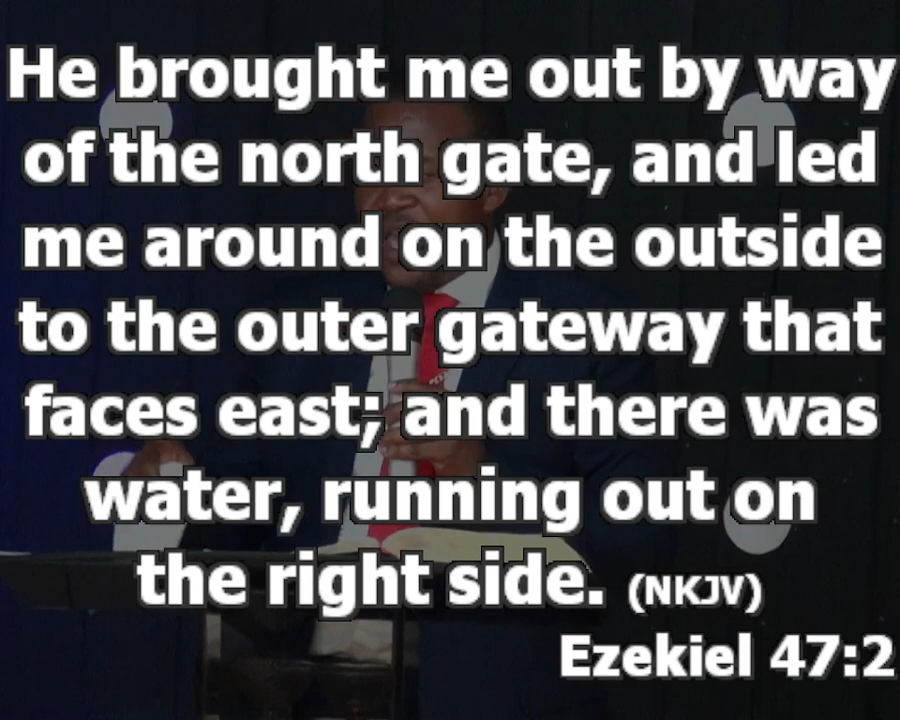 He brought me out by way
of the north gate, and led
me around on the outside
to the outer gateway that
faces east; and there was
water, running out on
the right side. (NKJV)
Ezekiel 47:2